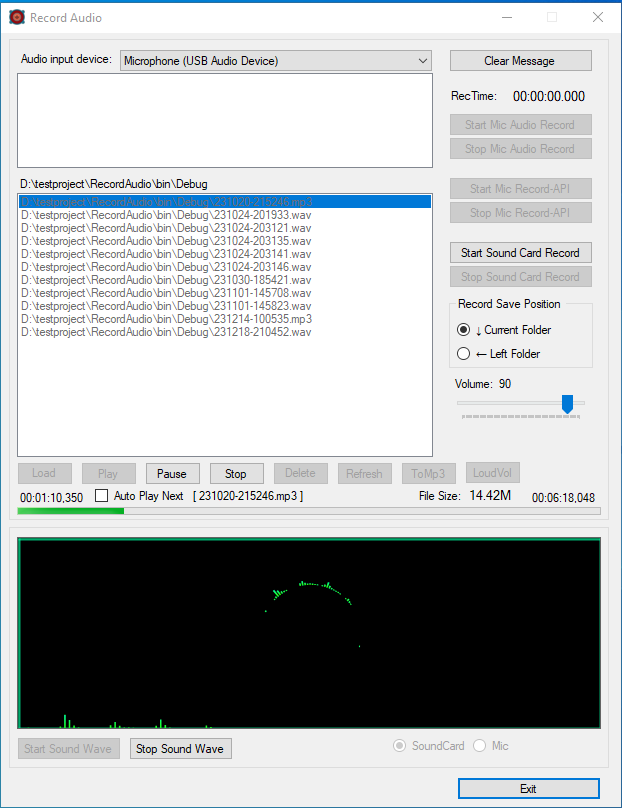 Record Audio
Audio input device: Microphone (USB Audio Device)
Clear Message
RecTime: 00:00:00.000
Start Mic Audio Record
Stop Mic Audio Record
D:\testproject\RecordAudio\bin\Debug
Start Mic Record-API
Stop Mic Record-API
D:\testproject\RecordAudio\bin\Debug\231020-215246.mp3
D:\testproject\RecordAudio\bin\Debug\231024-201933.wav
D:\testproject\RecordAudio\bin\Debug\231024-203121.wav
D:\testproject\RecordAudio\bin\Debug\231024-203135.wav
D:\testproject\RecordAudio\bin\Debug\231024-203141.wav
D:\testproject\RecordAudio\bin\Debug\231024-203146.wav
D:\testproject\RecordAudio\bin\Debug\231030-185421.wav
D:\testproject\RecordAudio\bin\Debug\231101-145708.wav
D:\testproject\RecordAudio\bin\Debug\231101-145823.wav
D:\testproject\RecordAudio\bin\Debug\231214-100535.mp3
D:\testproject\RecordAudio\bin\Debug\231218-210452.wav
Start Sound Card Record
Stop Sound Card Record
Record Save Position
↓ Current Folder
← Left Folder
Volume: 90
Load Play Pause Stop Delete Refresh ToMp3 LoudVol
00:01:10,350 Auto Play Next [ 231020-215246.mp3 ] File Size: 14.42M 00:06:18,048
Start Sound Wave Stop Sound Wave SoundCard Mic
Exit